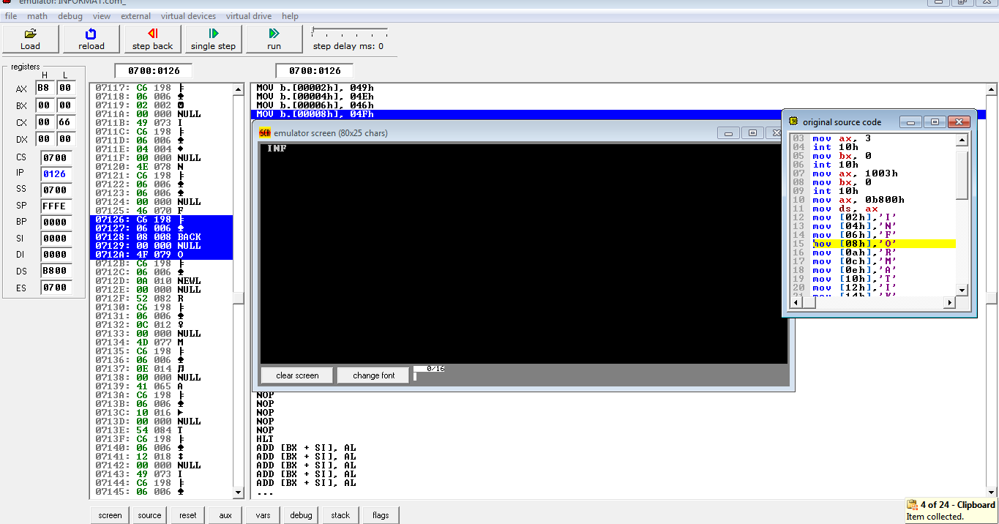 emulator: INFORMAT.com_
file math debug view external virtual devices virtual drive help
Load reload step back single step run step delay ms: 0
registers
H L
AX B8 00
BX 00 00
CX 00 66
DX 00 00
CS 0700
IP 0126
SS 0700
SP FFFE
BP 0000
SI 0000
DI 0000
DS B800
ES 0700
0700:0126
0700:0126
07117: C6 198 ╞
07118: 06 006 ♠
07119: 02 002 ☻
0711A: 00 000 NULL
0711B: 49 073 I
0711C: C6 198 ╞
0711D: 06 006 ♠
0711E: 04 004 ♦
0711F: 00 000 NULL
07120: 4E 078 N
07121: C6 198 ╞
07122: 06 006 ♠
07123: 06 006 ♠
07124: 00 000 NULL
07125: 46 070 F
07126: C6 198 ╞
07127: 06 006 ♠
07128: 08 008 BACK
07129: 00 000 NULL
0712A: 4F 079 O
0712B: C6 198 ╞
0712C: 06 006 ♠
0712D: 0A 010 NEWL
0712E: 00 000 NULL
0712F: 52 082 R
07130: C6 198 ╞
07131: 06 006 ♠
07132: 0C 012 ♀
07133: 00 000 NULL
07134: 4D 077 M
07135: C6 198 ╞
07136: 06 006 ♠
07137: 0E 014 ♫
07138: 00 000 NULL
07139: 41 065 A
0713A: C6 198 ╞
0713B: 06 006 ♠
0713C: 10 016 ►
0713D: 00 000 NULL
0713E: 54 084 T
0713F: C6 198 ╞
07140: 06 006 ♠
07141: 12 018 ↕
07142: 00 000 NULL
07143: 49 073 I
07144: C6 198 ╞
07145: 06 006 ♠
MOV b.[00002h], 049h
MOV b.[00004h], 04Eh
MOV b.[00006h], 046h
MOV b.[00008h], 04Fh
emulator screen (80x25 chars)
INF
clear screen change font 0/16
NOP
NOP
NOP
NOP
NOP
HLT
ADD [BX + SI], AL
ADD [BX + SI], AL
ADD [BX + SI], AL
ADD [BX + SI], AL
ADD [BX + SI], AL
...
original source code
03 mov ax, 3
04 int 10h
05 mov bx, 0
06 int 10h
07 mov ax, 1003h
08 mov bx, 0
09 int 10h
10 mov ax, 0b800h
11 mov ds, ax
12 mov [02h],'I'
13 mov [04h],'N'
14 mov [06h],'F'
15 mov [08h],'O'
16 mov [0ah],'R'
17 mov [0ch],'M'
18 mov [0eh],'A'
19 mov [10h],'T'
20 mov [12h],'I'
21 mov [14h],'K'
screen source reset aux vars debug stack flags
4 of 24 - Clipboard
Item collected.